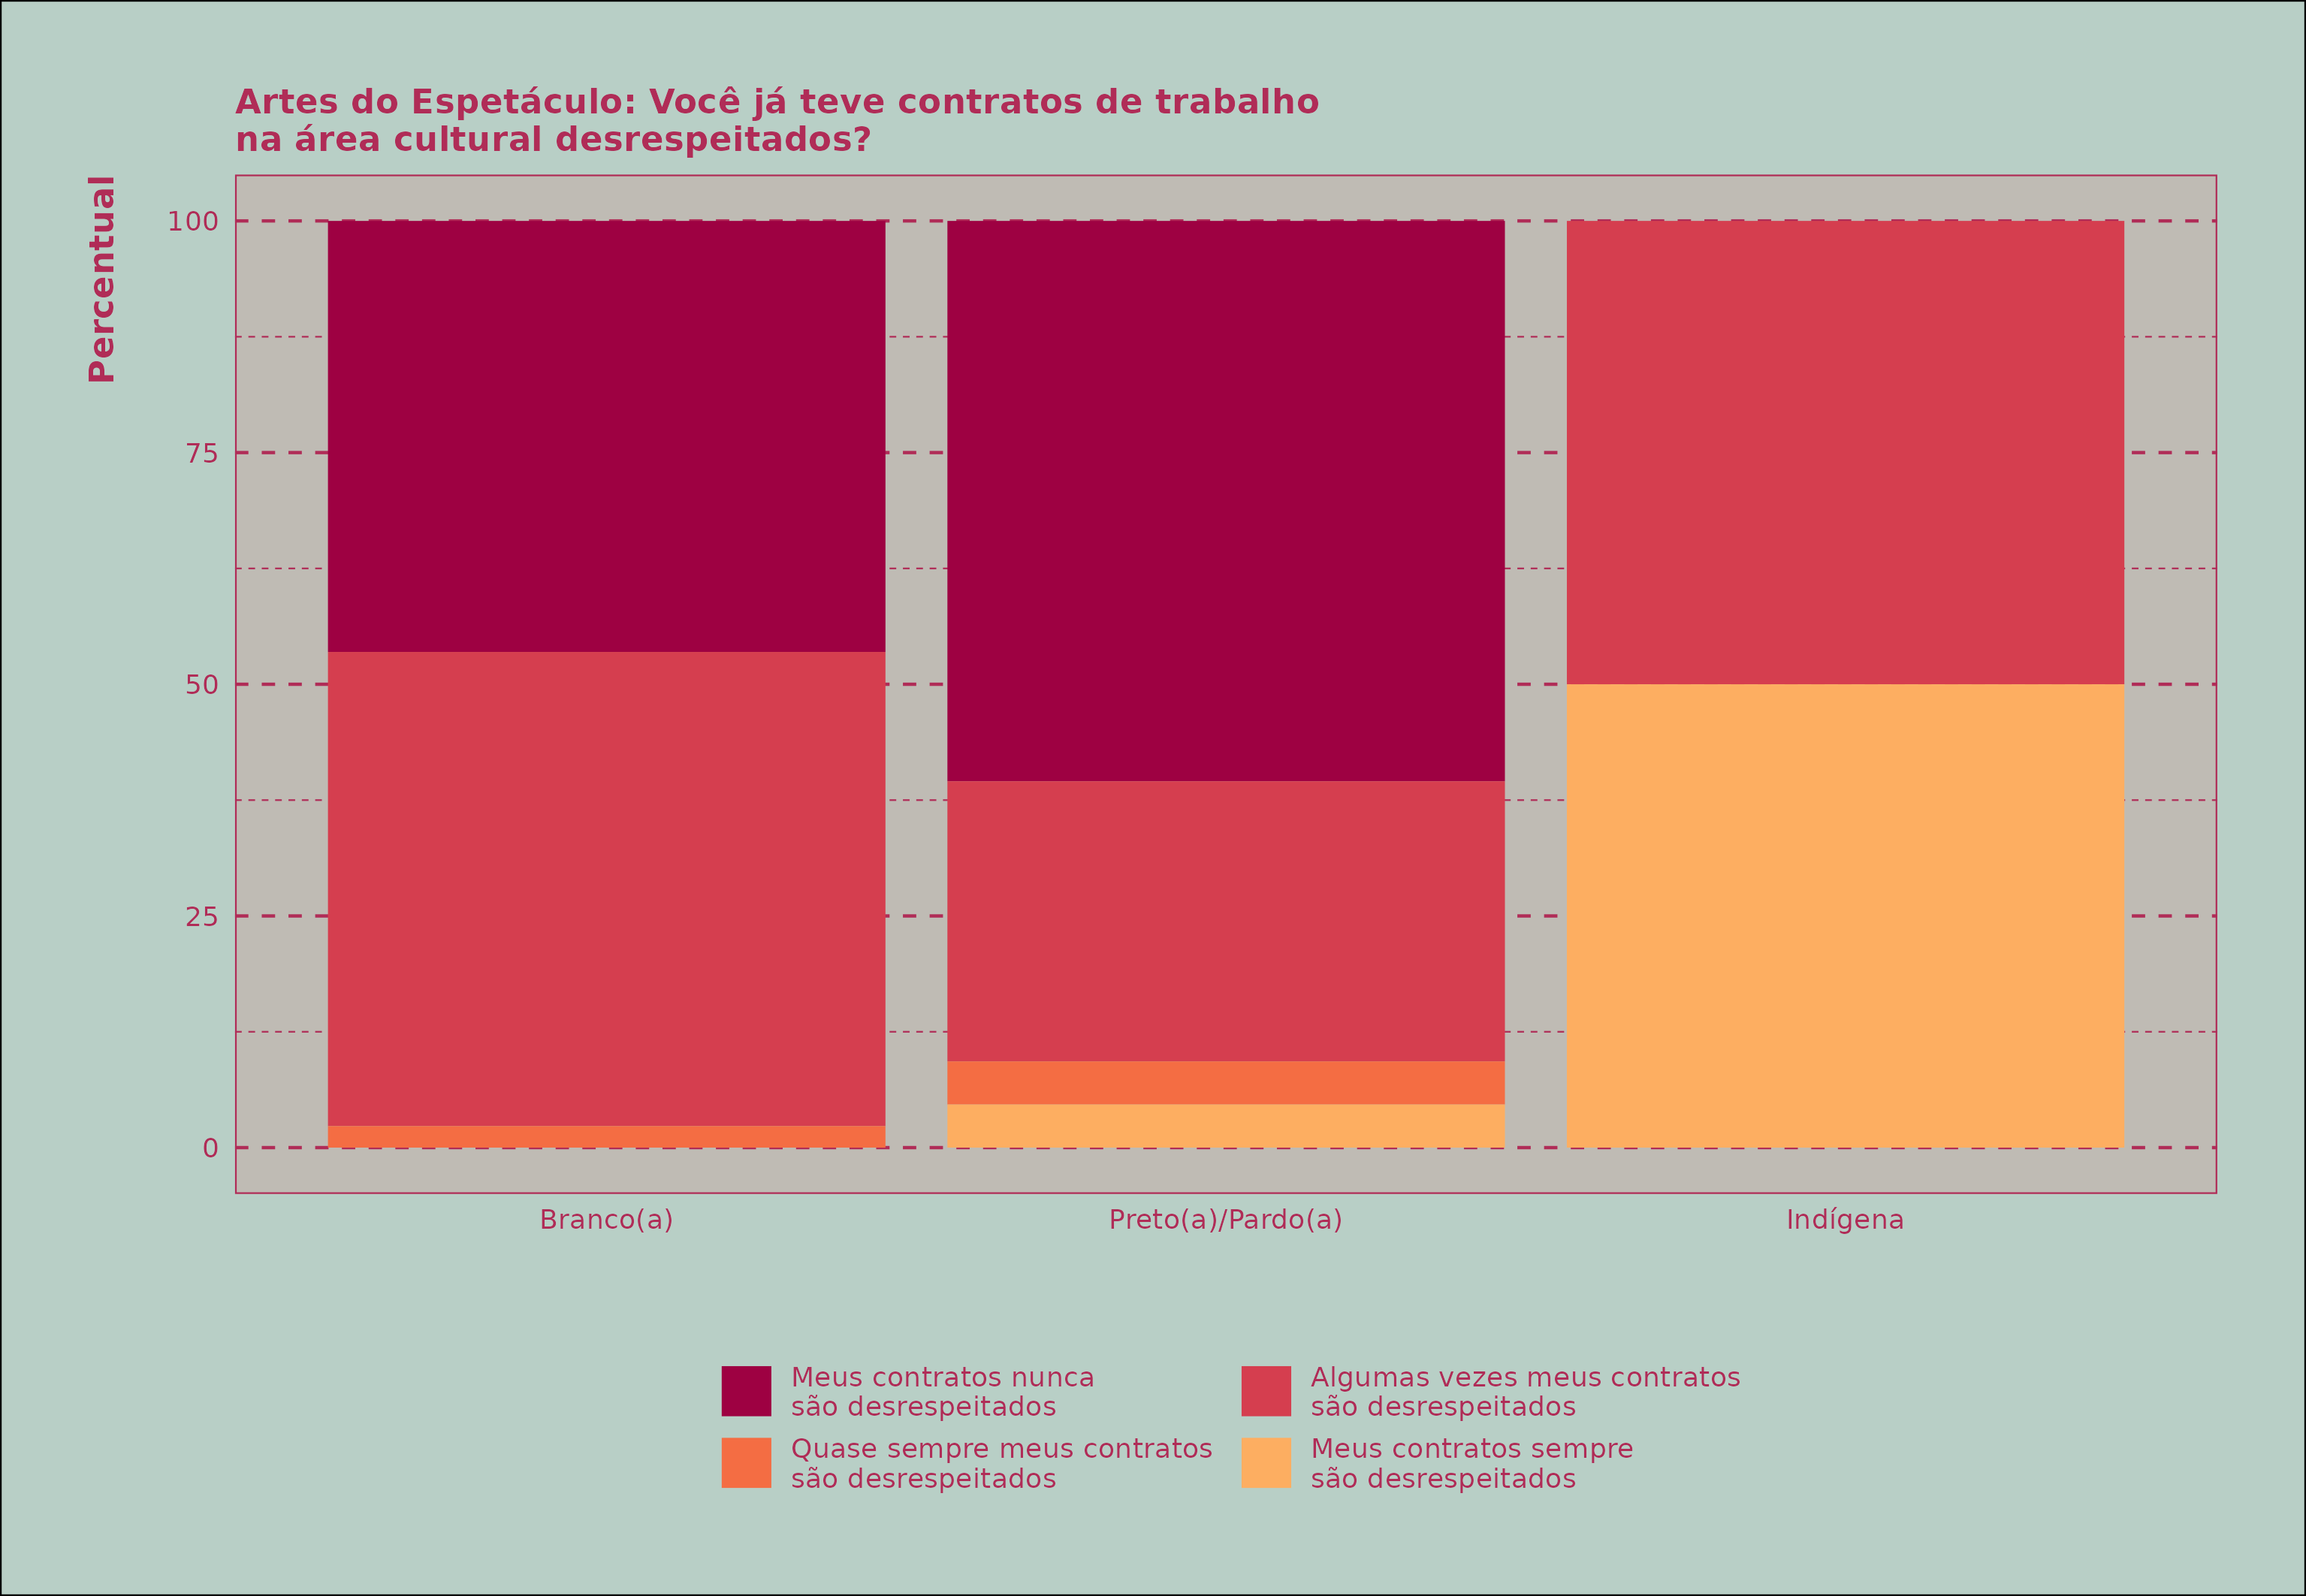 Artes do Espetáculo: Você já teve contratos de trabalho
na área cultural desrespeitados?
Percentual
100
75
50
25
0
Branco(a)
Preto(a)/Pardo(a)
Indígena
Meus contratos nunca
são desrespeitados
Algumas vezes meus contratos
são desrespeitados
Quase sempre meus contratos
são desrespeitados
Meus contratos sempre
são desrespeitados